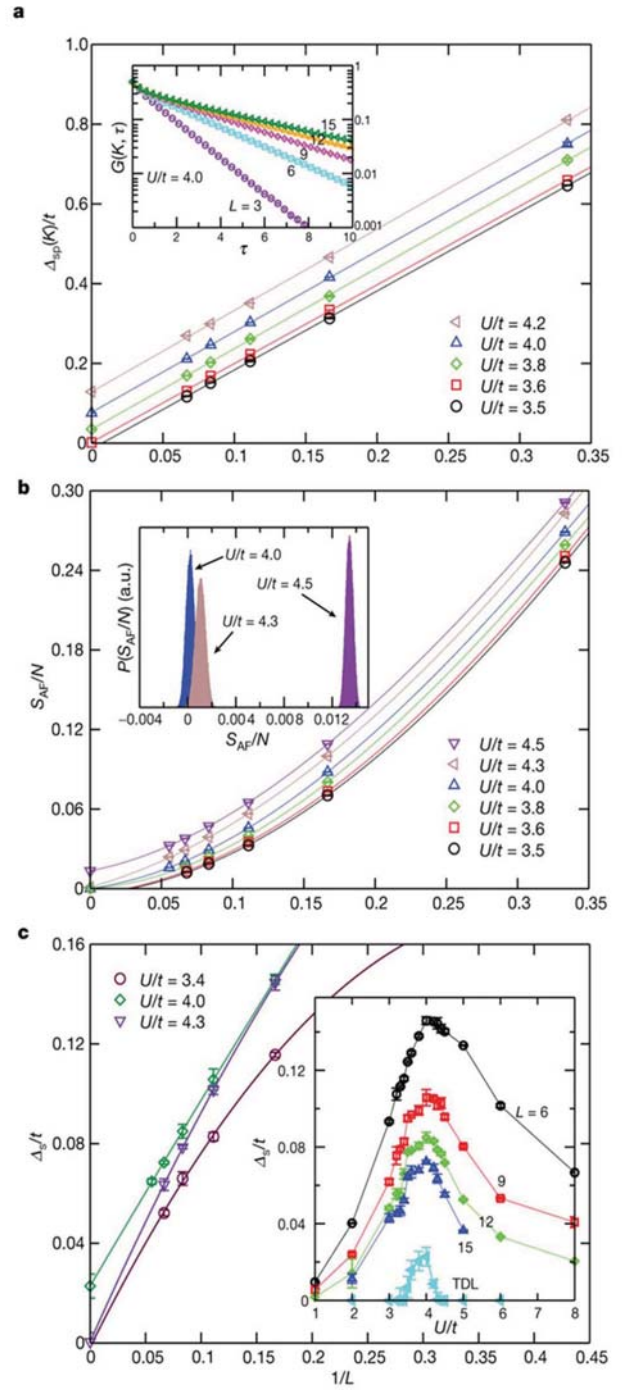 a
1.0
0.8
0.6
0.4
0.2
0
Δsp(K)/t
0 0.05 0.1 0.15 0.20 0.25 0.30 0.35
G(K, τ)
1
0.1
0.01
0.001
15
12
9
6
L = 3
U/t = 4.0
0 2 4 6 8 10
τ
U/t = 4.2
U/t = 4.0
U/t = 3.8
U/t = 3.6
U/t = 3.5
b
0.30
0.24
0.18
0.12
0.06
0
SAF/N
0 0.05 0.1 0.15 0.2 0.25 0.3 0.35
P(SAF/N) (a.u.)
U/t = 4.0
U/t = 4.5
U/t = 4.3
−0.004 0 0.004 0.008 0.012
SAF/N
U/t = 4.5
U/t = 4.3
U/t = 4.0
U/t = 3.8
U/t = 3.6
U/t = 3.5
c
0.16
0.12
0.08
0.04
0
Δs/t
U/t = 3.4
U/t = 4.0
U/t = 4.3
0.12
0.08
0.04
0
Δs/t
L = 6
9
12
15
TDL
1 2 3 4 5 6 7 8
U/t
0 0.05 0.1 0.15 0.2 0.25 0.3 0.35 0.4 0.45
1/L